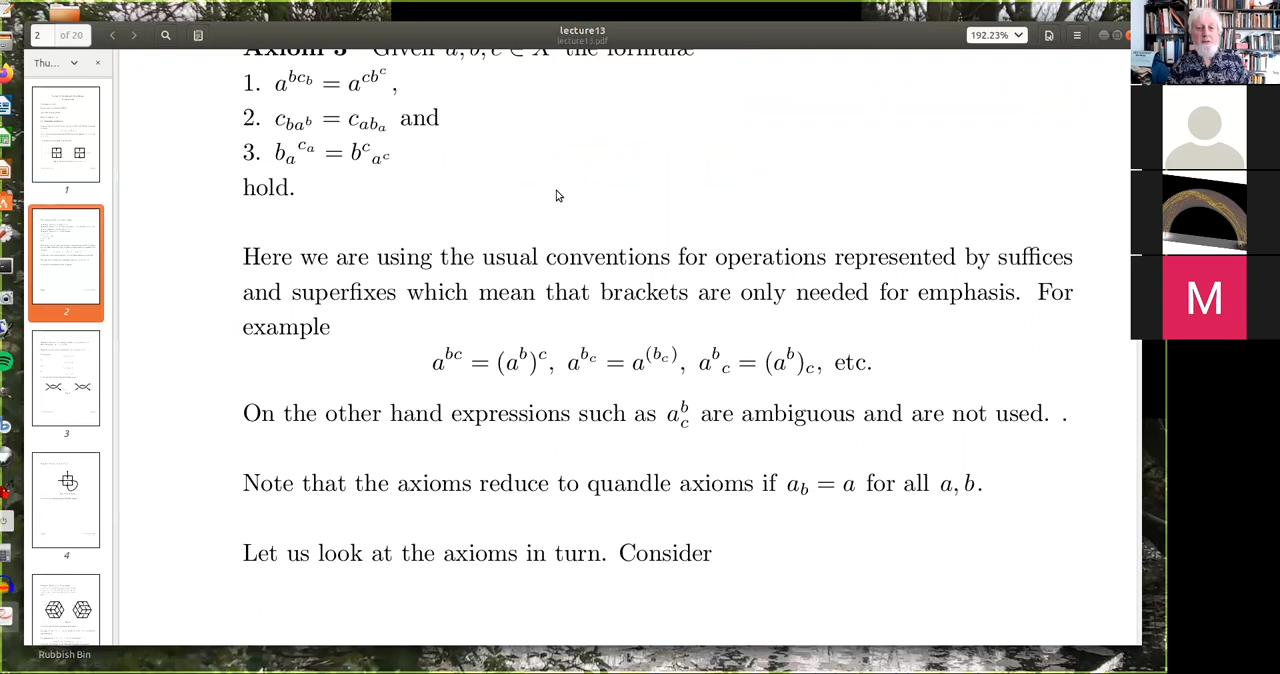 lecture13
lecture13.pdf
2 of 20
192.23%
Thu...
1
2
3
4
Axiom 3 Given a, b, c ∈ X the formulæ
1. a^{bc_b} = a^{cb^c} ,
2. c_{ba^b} = c_{ab_a} and
3. b_a^{c_a} = b^c_{a^c}
hold.
Here we are using the usual conventions for operations represented by suffices
and superfixes which mean that brackets are only needed for emphasis. For
example
a^{bc} = (a^b)^c, a^{b_c} = a^{(b_c)}, a^b_c = (a^b)_c, etc.
On the other hand expressions such as a^b_c are ambiguous and are not used. .
Note that the axioms reduce to quandle axioms if a_b = a for all a, b.
Let us look at the axioms in turn. Consider
M
Rubbish Bin